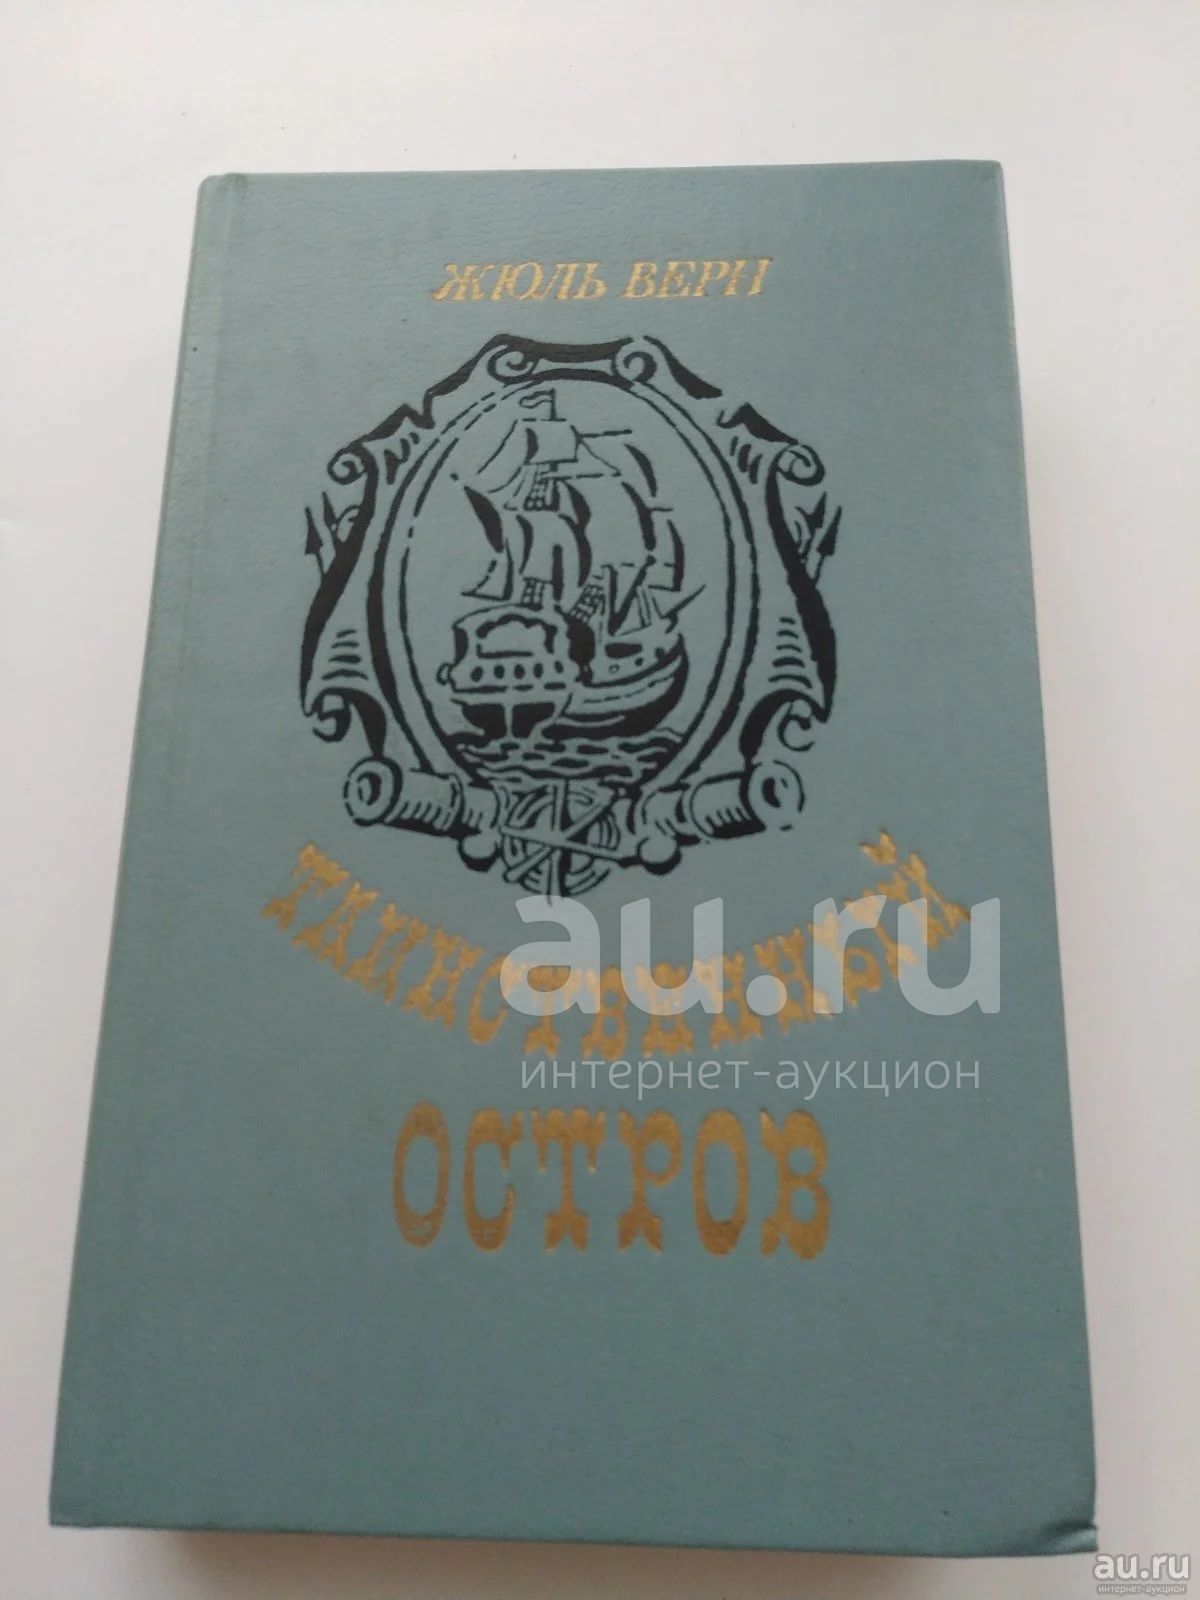 ЖЮЛЬ ВЕРН
ТАИНСТВЕННЫЙ
ОСТРОВ
au.ru
интернет-аукцион
au.ru
интернет-аукцион